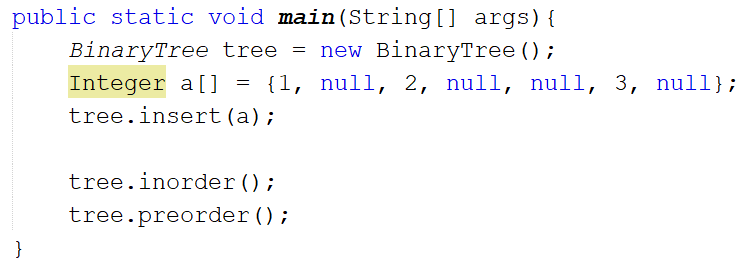 public static void main(String[] args){
BinaryTree tree = new BinaryTree();
Integer a[] = {1, null, 2, null, null, 3, null};
tree.insert(a);
tree.inorder();
tree.preorder();
}